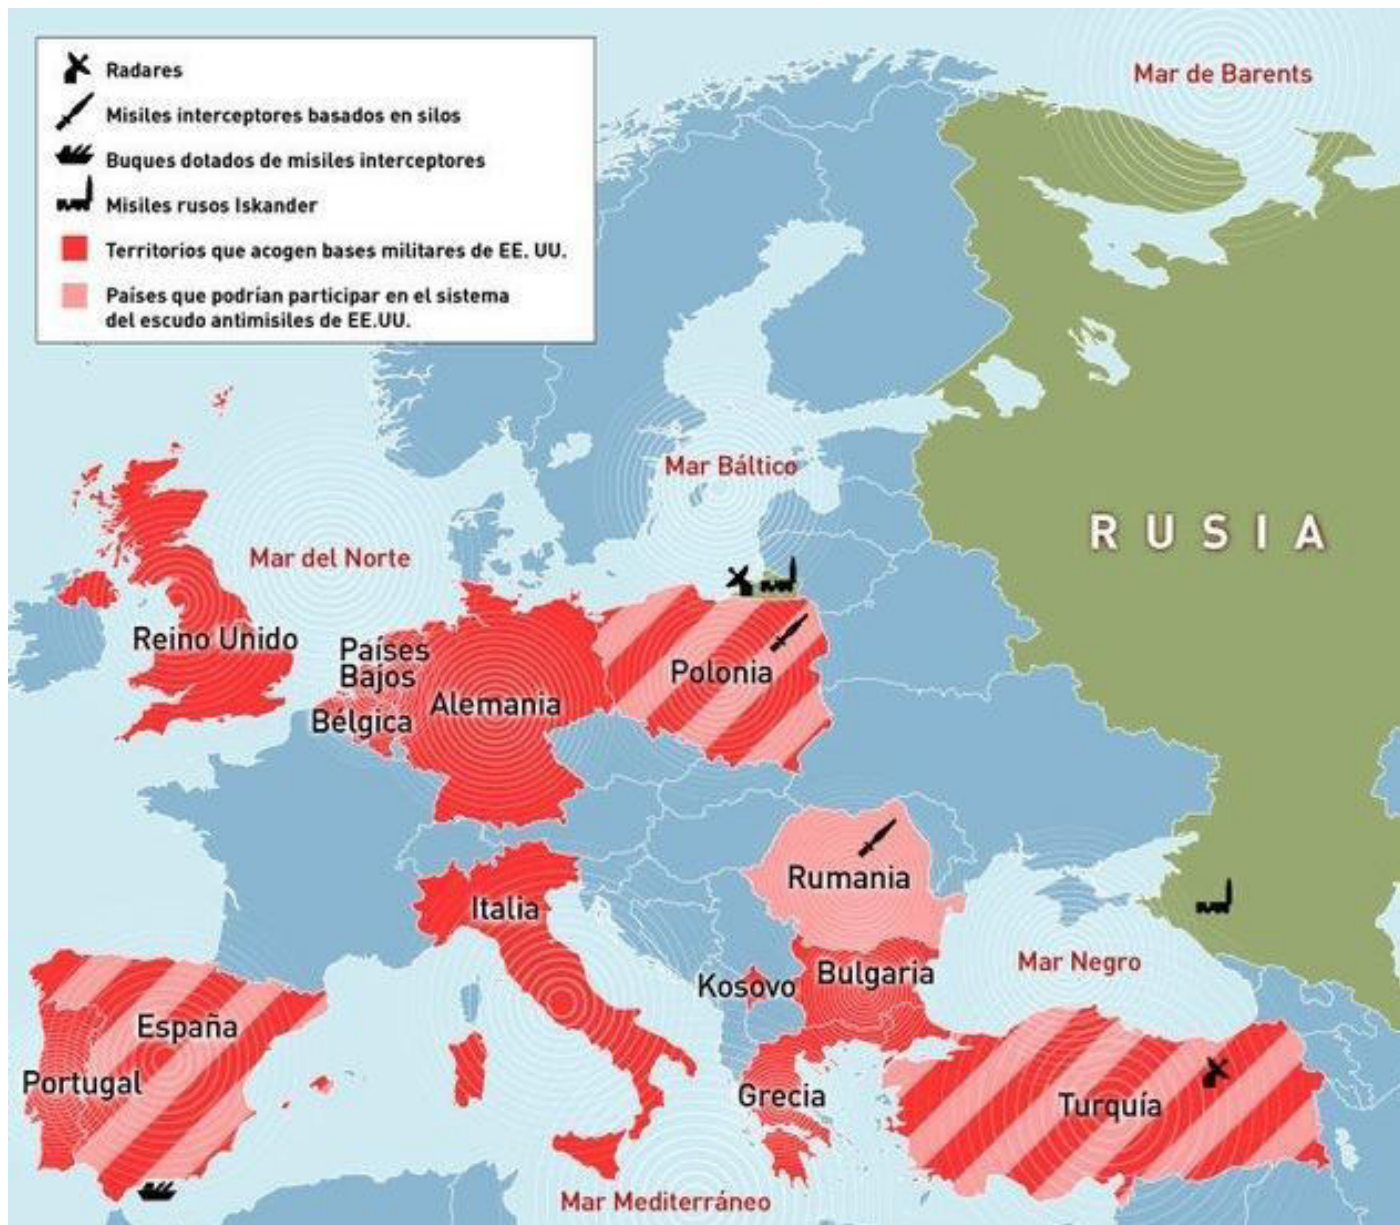 Radares
Misiles interceptores basados en silos
Buques dotados de misiles interceptores
Misiles rusos Iskander
Territorios que acogen bases militares de EE. UU.
Países que podrían participar en el sistema
del escudo antimisiles de EE.UU.
Mar de Barents
Mar Báltico
RUSIA
Mar del Norte
Reino Unido
Países
Bajos
Bélgica
Alemania
Polonia
Rumania
Italia
Kosovo
Bulgaria
Mar Negro
España
Portugal
Grecia
Turquía
Mar Mediterráneo